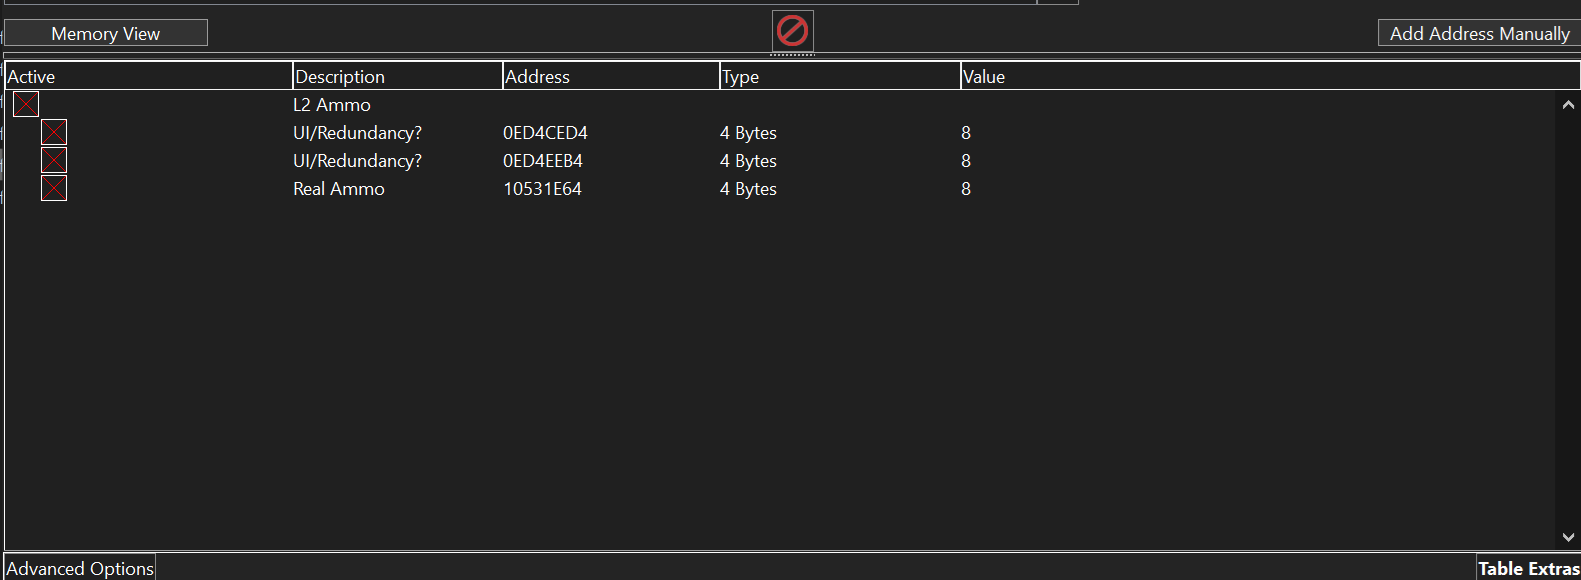 Memory View
Add Address Manually
Active Description Address Type Value
L2 Ammo
UI/Redundancy? 0ED4CED4 4 Bytes 8
UI/Redundancy? 0ED4EEB4 4 Bytes 8
Real Ammo 10531E64 4 Bytes 8
Advanced Options
Table Extras